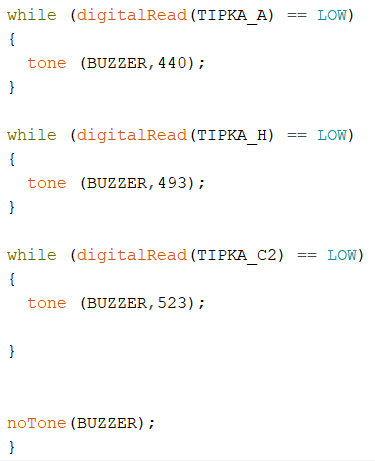 while (digitalRead(TIPKA_A) == LOW)
{
  tone (BUZZER,440);
}

while (digitalRead(TIPKA_H) == LOW)
{
  tone (BUZZER,493);
}

while (digitalRead(TIPKA_C2) == LOW)
{
  tone (BUZZER,523);

}


noTone(BUZZER);
}